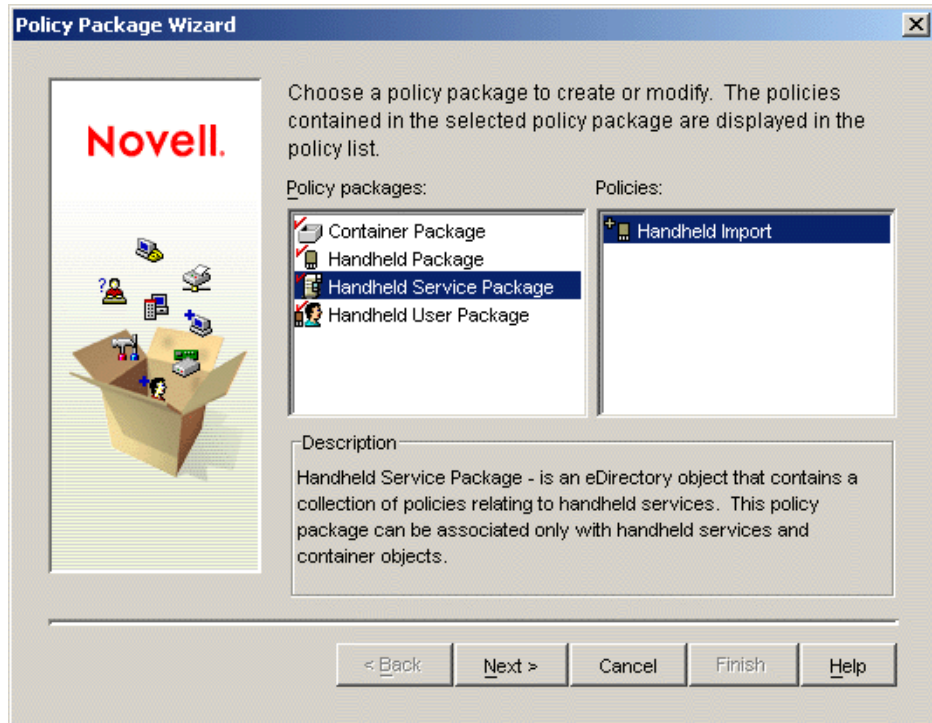 Policy Package Wizard
Novell.
Choose a policy package to create or modify. The policies
contained in the selected policy package are displayed in the
policy list.
Policy packages:
Container Package
Handheld Package
Handheld Service Package
Handheld User Package
Policies:
Handheld Import
Description
Handheld Service Package - is an eDirectory object that contains a
collection of policies relating to handheld services. This policy
package can be associated only with handheld services and
container objects.
< Back
Next >
Cancel
Finish
Help